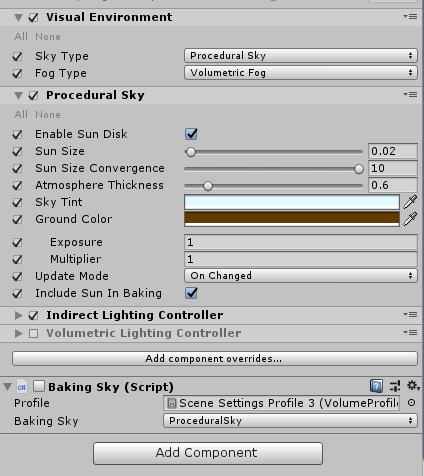 Visual Environment
All None
Sky Type Procedural Sky
Fog Type Volumetric Fog
Procedural Sky
All None
Enable Sun Disk
Sun Size 0.02
Sun Size Convergence 10
Atmosphere Thickness 0.6
Sky Tint
Ground Color
Exposure 1
Multiplier 1
Update Mode On Changed
Include Sun In Baking
Indirect Lighting Controller
Volumetric Lighting Controller
Add component overrides...
Baking Sky (Script)
Profile Scene Settings Profile 3 (VolumeProfil
Baking Sky ProceduralSky
Add Component